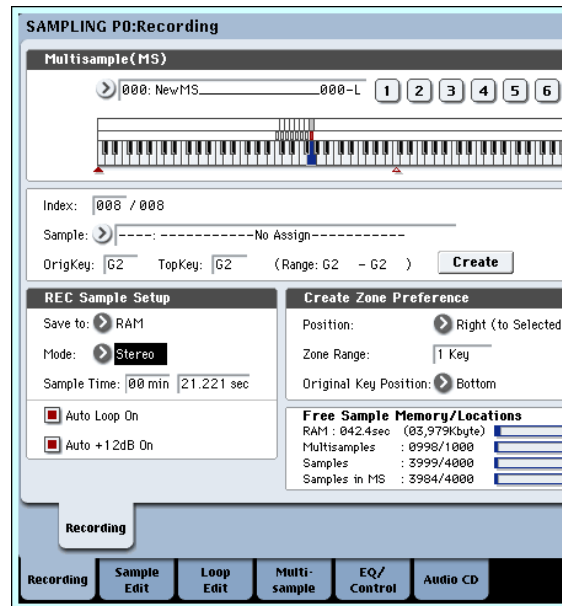 SAMPLING P0:Recording
Multisample(MS)
000: NewMS____________000-L 1 2 3 4 5 6
Index: 008 / 008
Sample: ----: -----------No Assign-----------
OrigKey: G2 TopKey: G2 (Range: G2 - G2 ) Create
REC Sample Setup
Save to: RAM
Mode: Stereo
Sample Time: 00 min 21.221 sec
Auto Loop On
Auto +12dB On
Create Zone Preference
Position: Right (to Selected
Zone Range: 1 Key
Original Key Position: Bottom
Free Sample Memory/Locations
RAM : 042.4sec (03,979Kbyte)
Multisamples : 0998/1000
Samples : 3999/4000
Samples in MS : 3984/4000
Recording
Recording
Sample Edit
Loop Edit
Multi-sample
EQ/Control
Audio CD